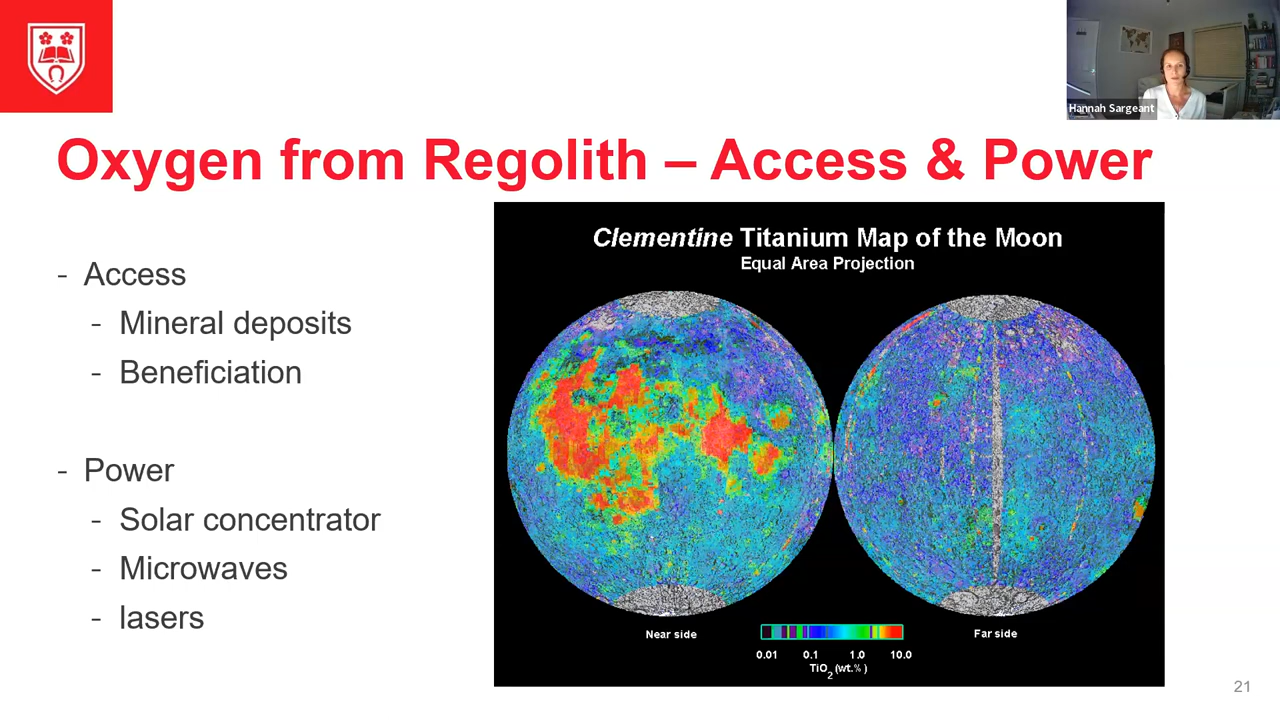 Hannah Sargeant
Oxygen from Regolith – Access & Power
- Access
- Mineral deposits
- Beneficiation
- Power
- Solar concentrator
- Microwaves
- lasers
Clementine Titanium Map of the Moon
Equal Area Projection
Near side
Far side
0.01 0.1 1.0 10.0
TiO2 (wt.%)
21